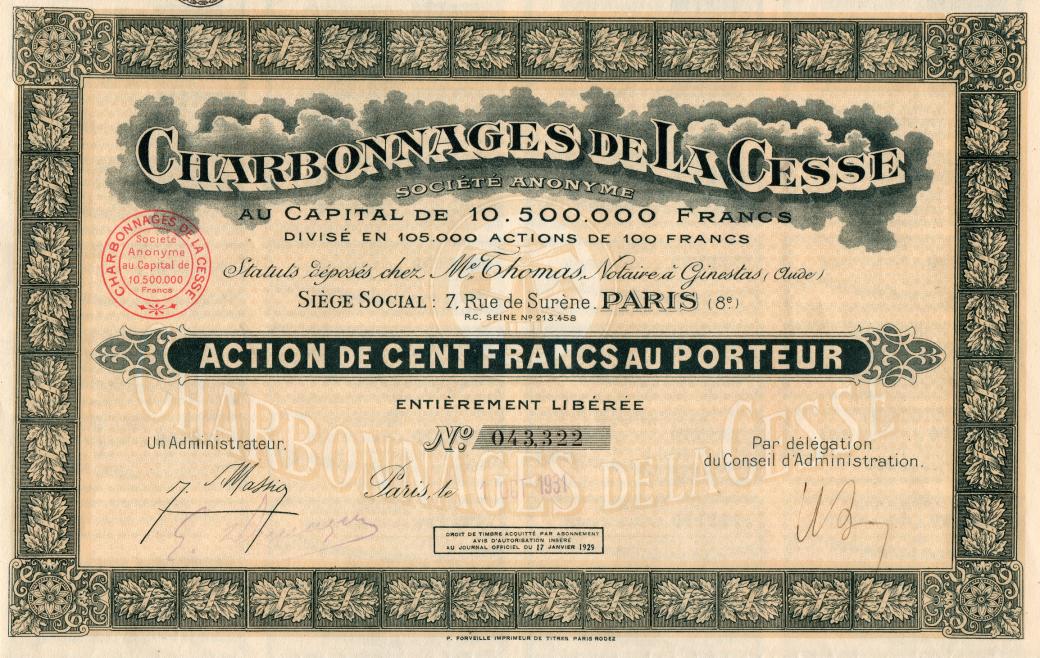 CHARBONNAGES DE LA CESSE
SOCIÉTÉ ANONYME
AU CAPITAL DE 10.500.000 FRANCS
DIVISÉ EN 105.000 ACTIONS DE 100 FRANCS
Statuts déposés chez Me Thomas, Notaire à Ginestas (Aude)
SIÈGE SOCIAL : 7, Rue de Surène. PARIS (8e)
R.C. SEINE No 213.458
CHARBONNAGES DE LA CESSE
Société
Anonyme
au Capital de
10.500.000
Francs
ACTION DE CENT FRANCS AU PORTEUR
CHARBONNAGES DE LA CESSE
ENTIÈREMENT LIBÉRÉE
No. 043,322
Un Administrateur.
Par délégation
du Conseil d'Administration.
Paris, le 1 1931
DROIT DE TIMBRE ACQUITTÉ PAR ABONNEMENT
AVIS D'AUTORISATION INSÉRÉ
AU JOURNAL OFFICIEL DU 17 JANVIER 1929
P. FORVEILLE IMPRIMEUR DE TITRES PARIS RODEZ